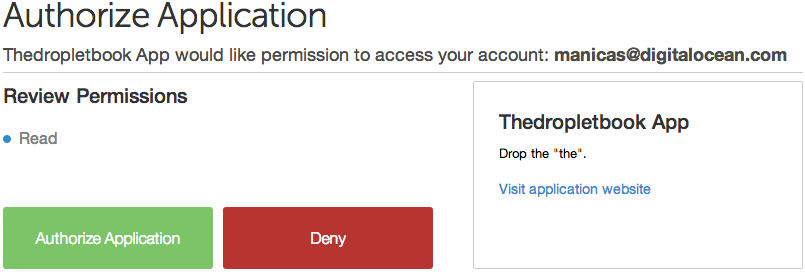 Authorize Application
Thedropletbook App would like permission to access your account: manicas@digitalocean.com
Review Permissions
Read
Authorize Application
Deny
Thedropletbook App
Drop the "the".
Visit application website